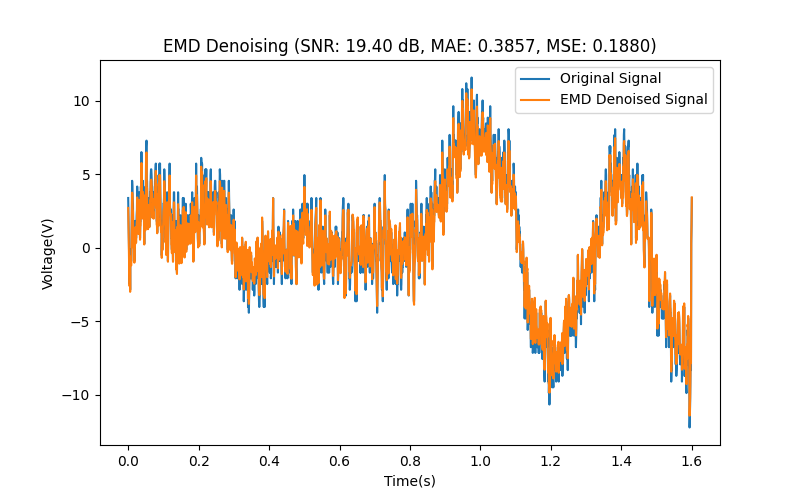 EMD Denoising (SNR: 19.40 dB, MAE: 0.3857, MSE: 0.1880)
Original Signal
EMD Denoised Signal
10
5
0
−5
−10
Voltage(V)
0.0 0.2 0.4 0.6 0.8 1.0 1.2 1.4 1.6
Time(s)